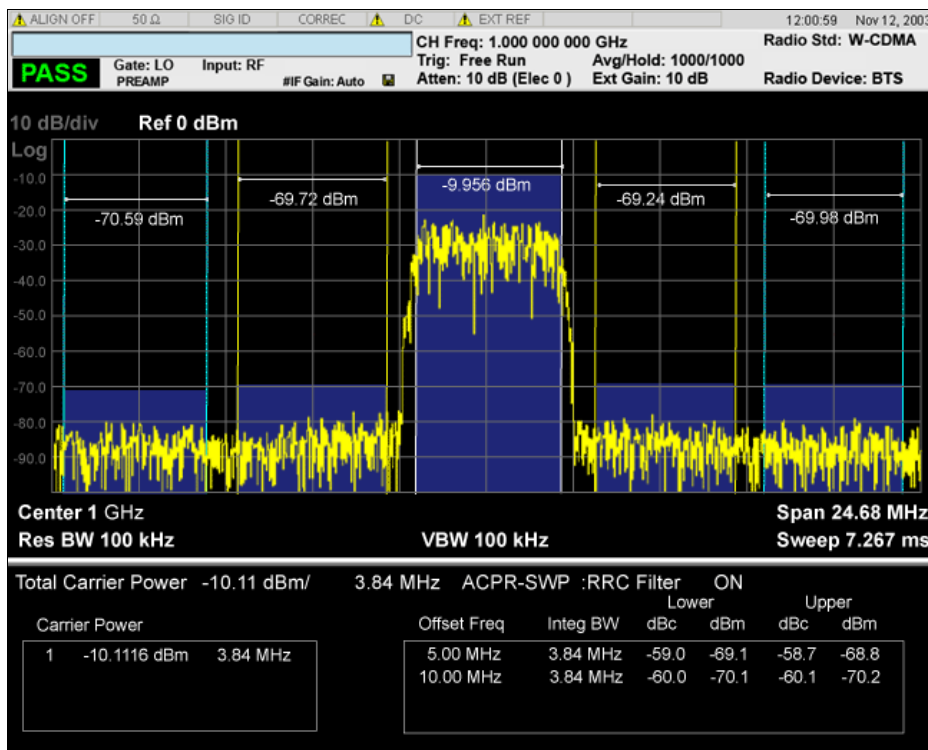 ALIGN OFF 50 Ω SIG ID CORREC DC EXT REF 12:00:59 Nov 12, 2003
CH Freq: 1.000 000 000 GHz Radio Std: W-CDMA
PASS Gate: LO Input: RF Trig: Free Run Avg/Hold: 1000/1000
PREAMP #IF Gain: Auto Atten: 10 dB (Elec 0 ) Ext Gain: 10 dB Radio Device: BTS
10 dB/div Ref 0 dBm
Log
-10.0
-9.956 dBm
-69.72 dBm -69.24 dBm
-20.0
-70.59 dBm -69.98 dBm
-30.0
-40.0
-50.0
-60.0
-70.0
-80.0
-90.0
Center 1 GHz Span 24.68 MHz
Res BW 100 kHz VBW 100 kHz Sweep 7.267 ms
Total Carrier Power -10.11 dBm/ 3.84 MHz ACPR-SWP :RRC Filter ON
Lower Upper
Carrier Power Offset Freq Integ BW dBc dBm dBc dBm
1 -10.1116 dBm 3.84 MHz 5.00 MHz 3.84 MHz -59.0 -69.1 -58.7 -68.8
10.00 MHz 3.84 MHz -60.0 -70.1 -60.1 -70.2